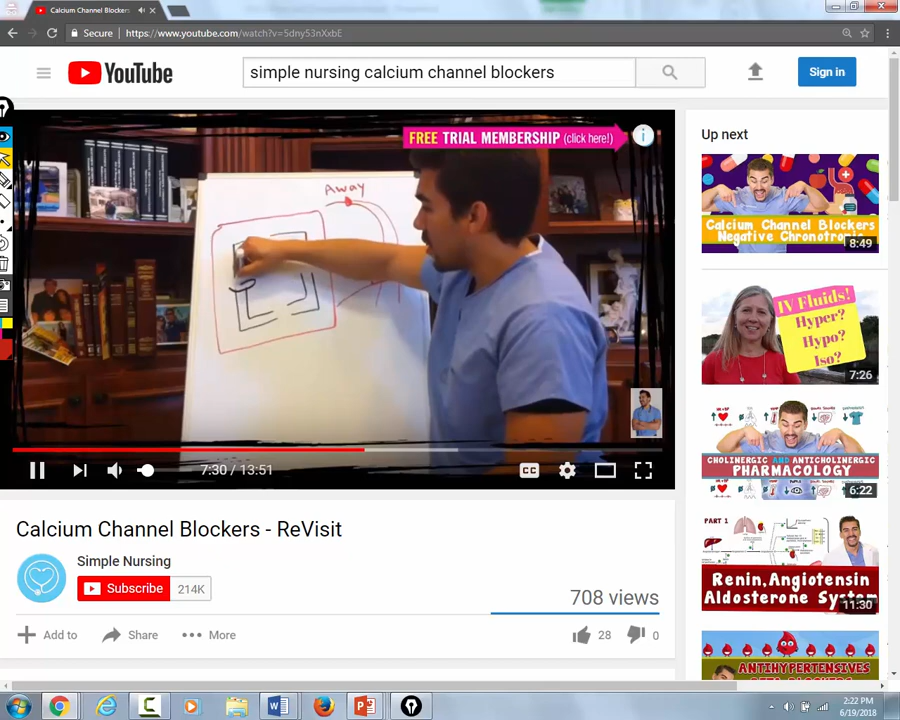 Calcium Channel Blockers
Secure
https://www.youtube.com/watch?v=5dny53nXxbE
YouTube
simple nursing calcium channel blockers
Sign in
FREE TRIAL MEMBERSHIP (click here!)
i
Away
7:30 / 13:51
CC
Calcium Channel Blockers - ReVisit
Simple Nursing
Subscribe 214K
708 views
Add to Share More 28 0
Up next
Calcium Channel Blockers
Negative Chronotropic
8:49
IV Fluids!
Hyper?
Hypo?
Iso?
7:26
CHOLINERGIC AND ANTICHOLINERGIC
PHARMACOLOGY
6:22
PART 1
Renin, Angiotensin
Aldosterone System
11:30
ANTIHYPERTENSIVES
2:22 PM
6/19/2018